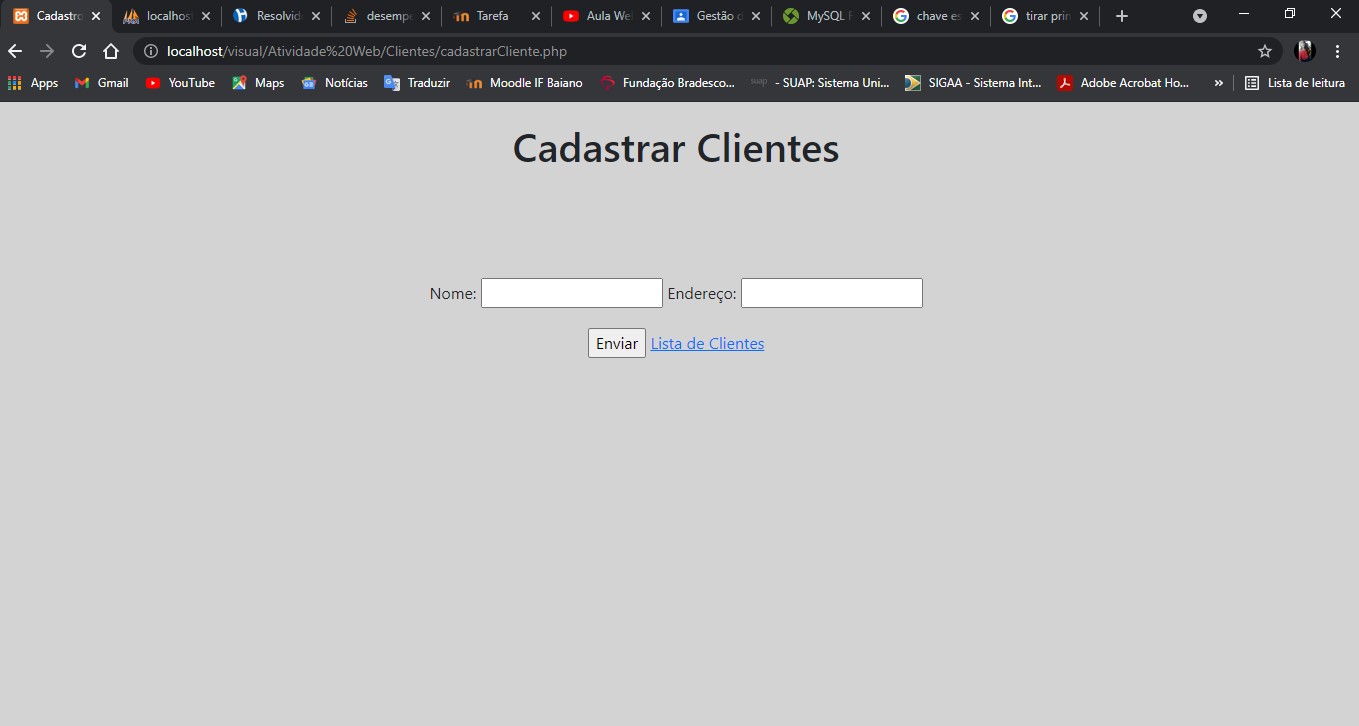 Cadastro localhost Resolvid desempe Tarefa Aula We Gestão d MySQL F chave es tirar prin
localhost/visual/Atividade%20Web/Clientes/cadastrarCliente.php
Apps Gmail YouTube Maps Notícias Traduzir Moodle IF Baiano Fundação Bradesco... suap - SUAP: Sistema Uni... SIGAA - Sistema Int... Adobe Acrobat Ho... » Lista de leitura
Cadastrar Clientes
Nome: Endereço:
Enviar Lista de Clientes